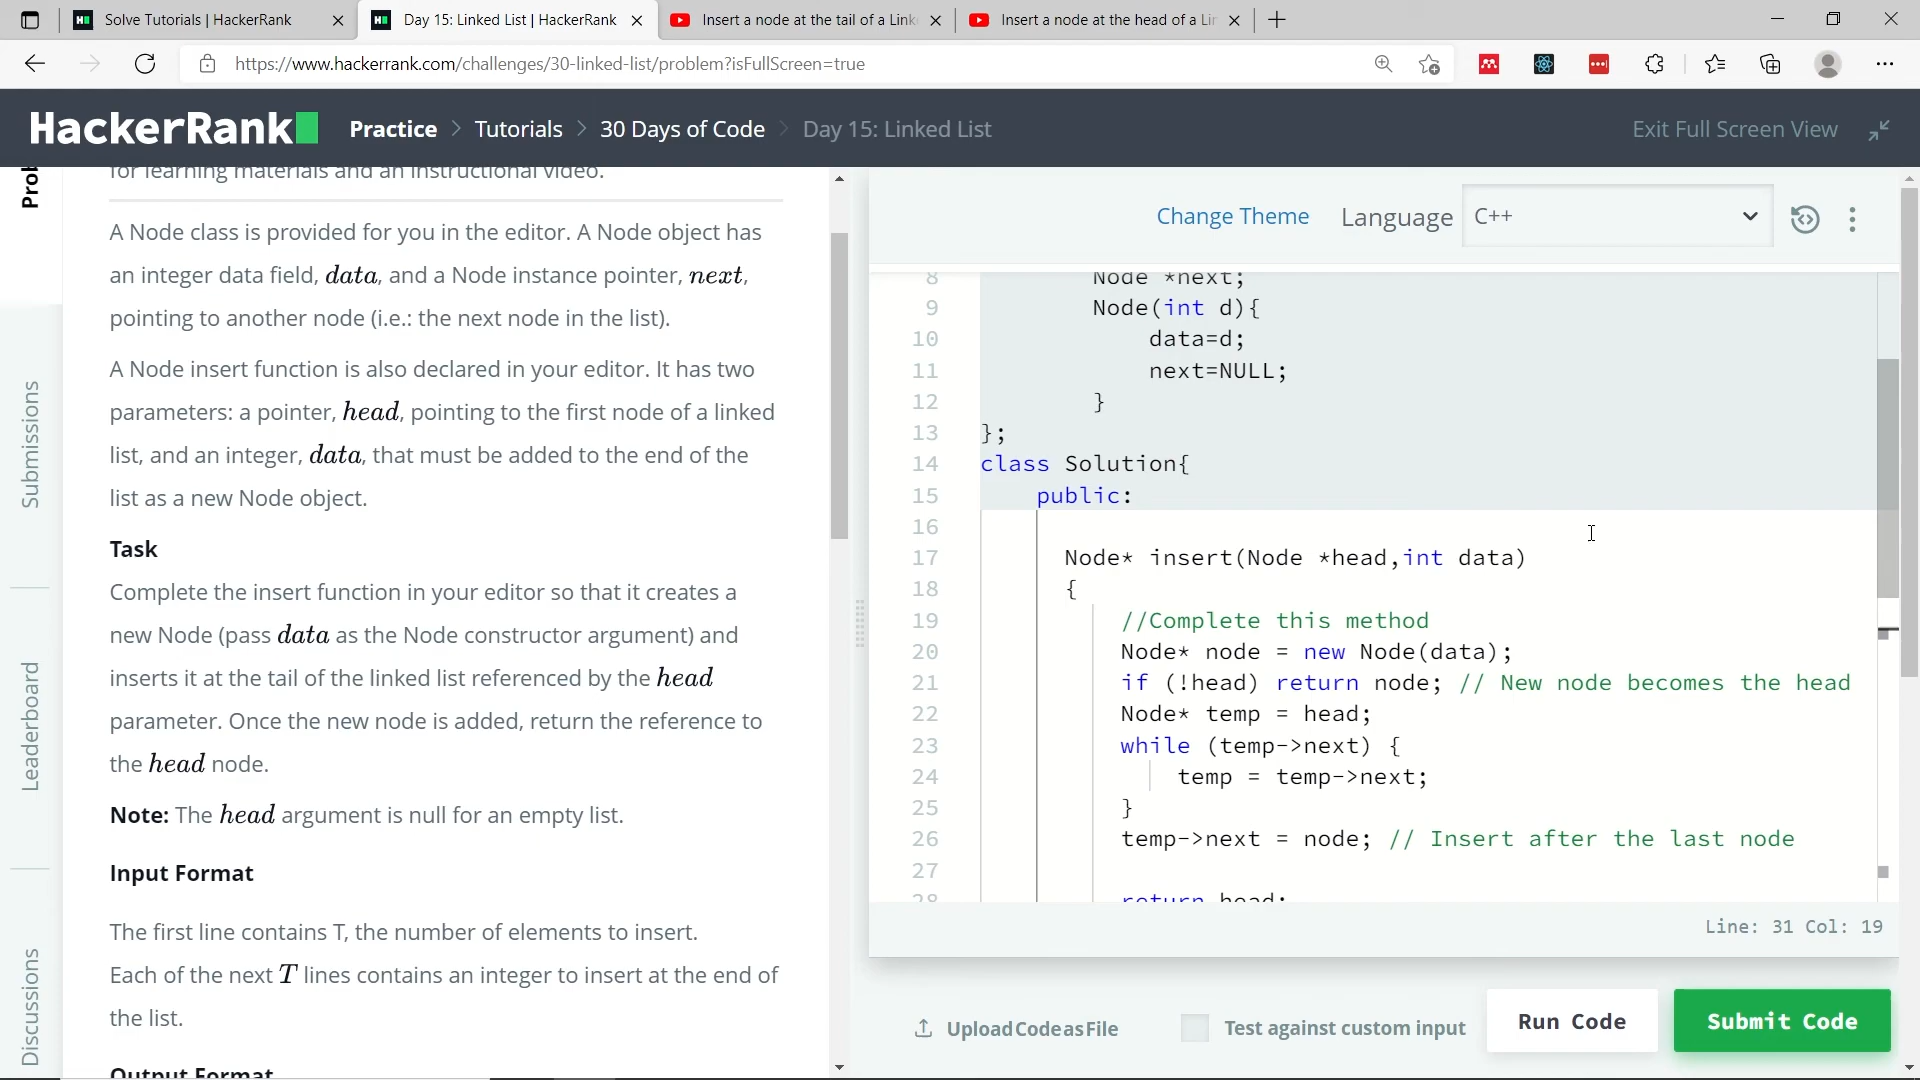 Solve Tutorials | HackerRank
Day 15: Linked List | HackerRank
Insert a node at the tail of a Link
Insert a node at the head of a Lin
https://www.hackerrank.com/challenges/30-linked-list/problem?isFullScreen=true
HackerRank
Practice > Tutorials > 30 Days of Code > Day 15: Linked List
Exit Full Screen View
Prob
Submissions
Leaderboard
Discussions
for learning materials and an instructional video.
A Node class is provided for you in the editor. A Node object has
an integer data field, data, and a Node instance pointer, next,
pointing to another node (i.e.: the next node in the list).
A Node insert function is also declared in your editor. It has two
parameters: a pointer, head, pointing to the first node of a linked
list, and an integer, data, that must be added to the end of the
list as a new Node object.
Task
Complete the insert function in your editor so that it creates a
new Node (pass data as the Node constructor argument) and
inserts it at the tail of the linked list referenced by the head
parameter. Once the new node is added, return the reference to
the head node.
Note: The head argument is null for an empty list.
Input Format
The first line contains T, the number of elements to insert.
Each of the next T lines contains an integer to insert at the end of
the list.
Output Format
Change Theme
Language
C++
8 Node *next;
9 Node(int d){
10 data=d;
11 next=NULL;
12 }
13 };
14 class Solution{
15 public:
16
17 Node* insert(Node *head,int data)
18 {
19 //Complete this method
20 Node* node = new Node(data);
21 if (!head) return node; // New node becomes the head
22 Node* temp = head;
23 while (temp->next) {
24 temp = temp->next;
25 }
26 temp->next = node; // Insert after the last node
27
28 return head;
Line: 31 Col: 19
Upload Code as File
Test against custom input
Run Code
Submit Code